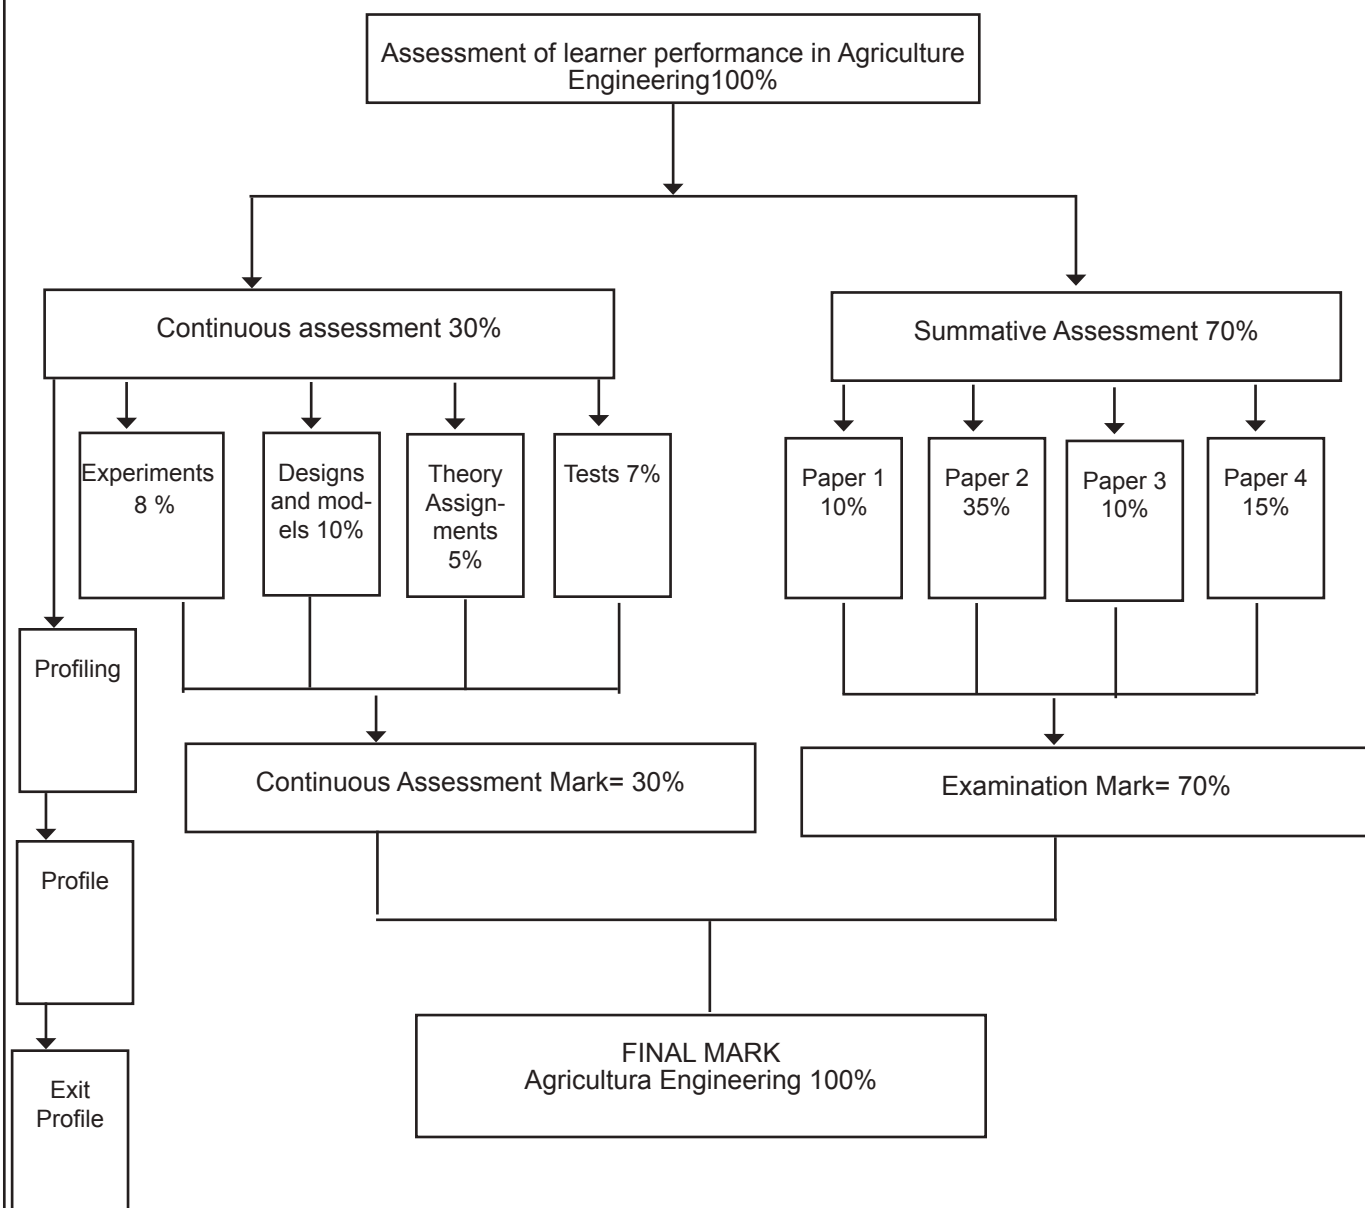 Assessment of learner performance in Agriculture
Engineering100%
Continuous assessment 30%
Summative Assessment 70%
Experiments
8 %
Designs
and mod-
els 10%
Theory
Assign-
ments
5%
Tests 7%
Paper 1
10%
Paper 2
35%
Paper 3
10%
Paper 4
15%
Profiling
Continuous Assessment Mark= 30%
Examination Mark= 70%
Profile
FINAL MARK
Agricultura Engineering 100%
Exit
Profile